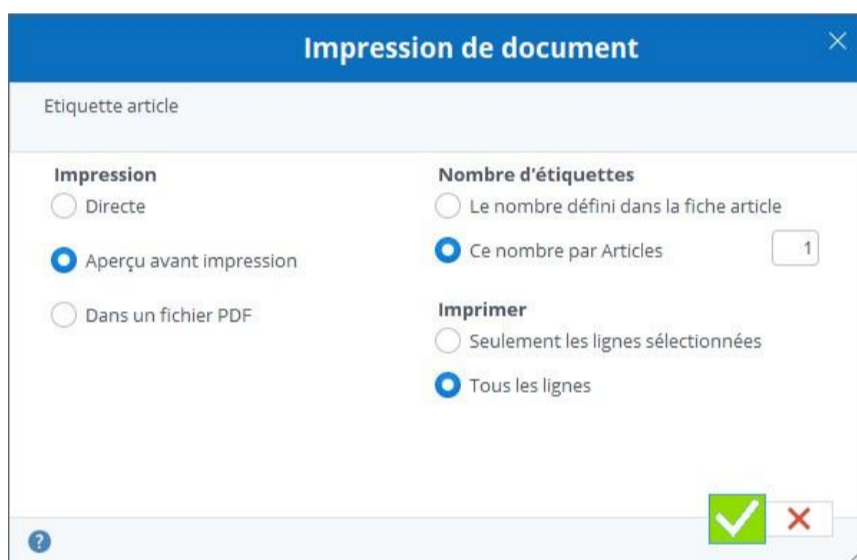 Impression de document
Etiquette article
Impression
Directe
Aperçu avant impression
Dans un fichier PDF
Nombre d'étiquettes
Le nombre défini dans la fiche article
Ce nombre par Articles 1
Imprimer
Seulement les lignes sélectionnées
Tous les lignes
?